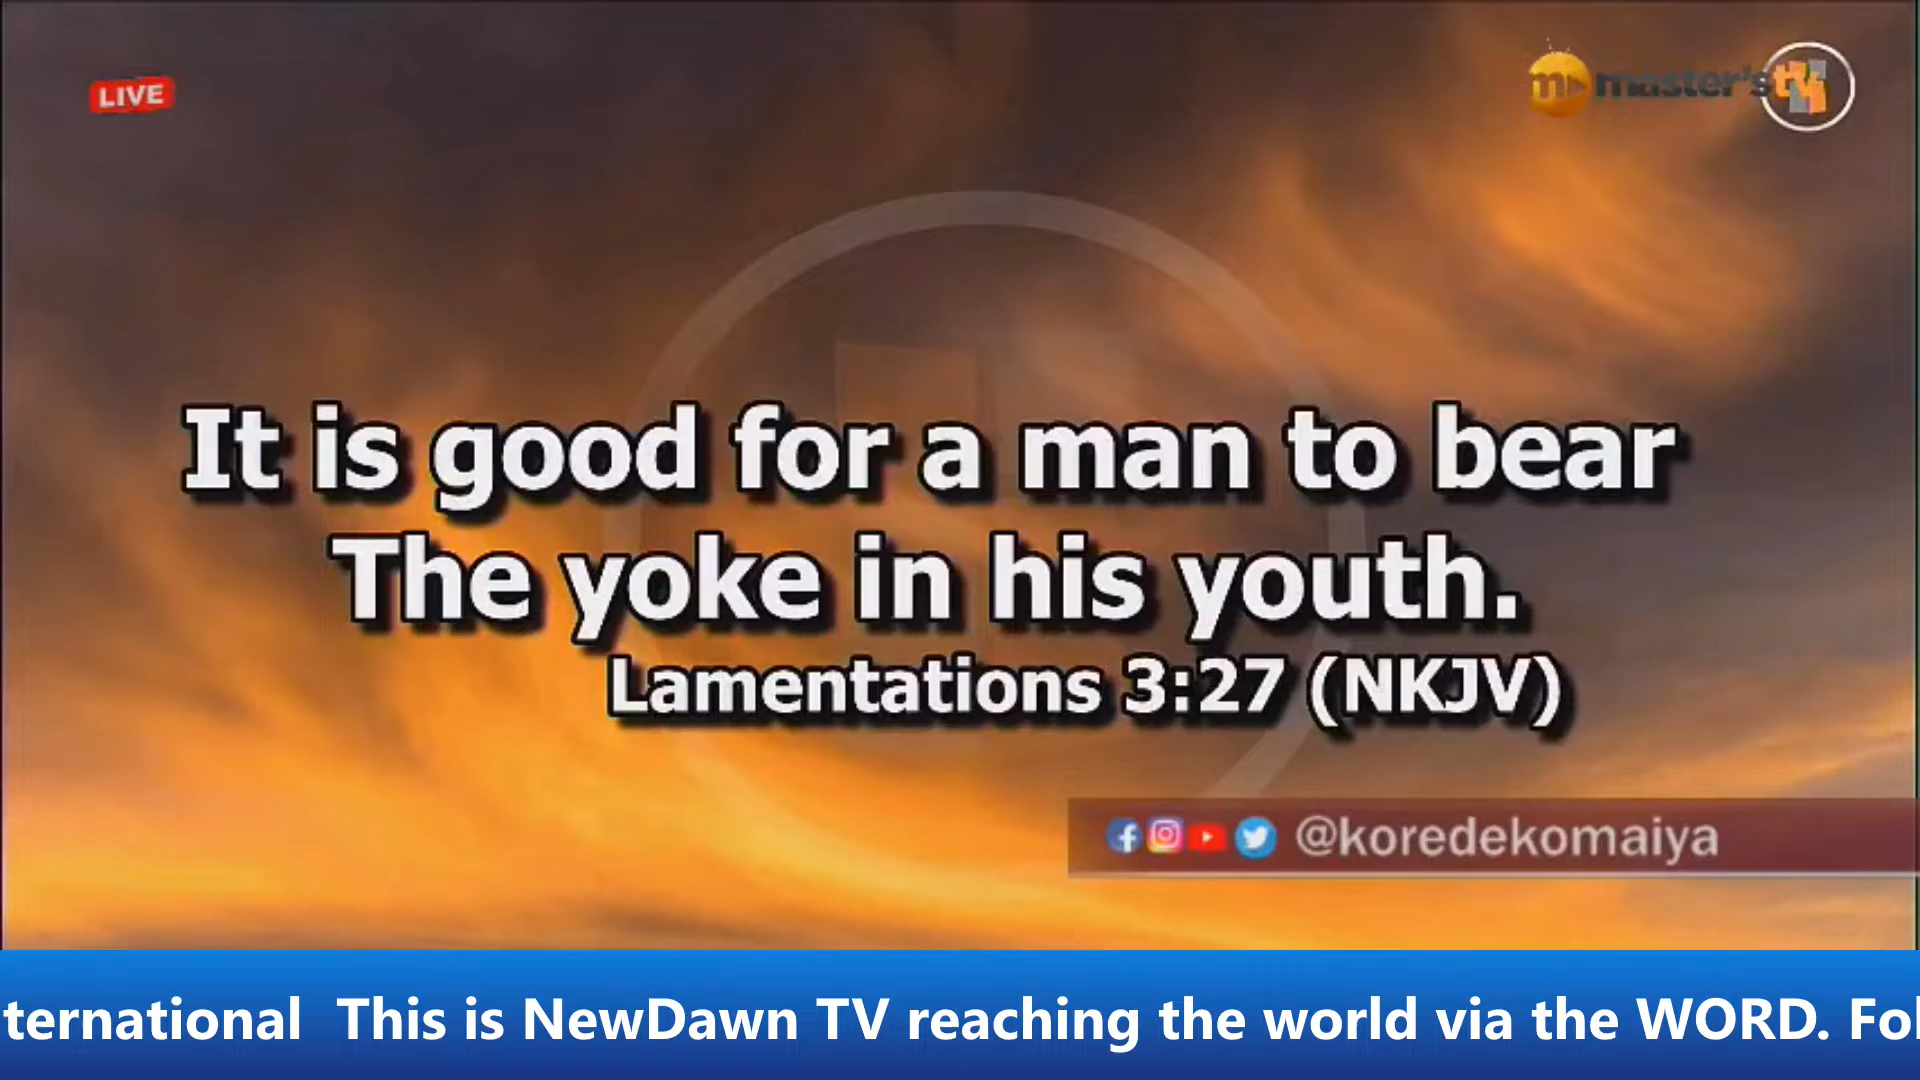 LIVE
m master's tv
It is good for a man to bear
The yoke in his youth.
Lamentations 3:27 (NKJV)
@koredekomaiya
ternational This is NewDawn TV reaching the world via the WORD. Fol